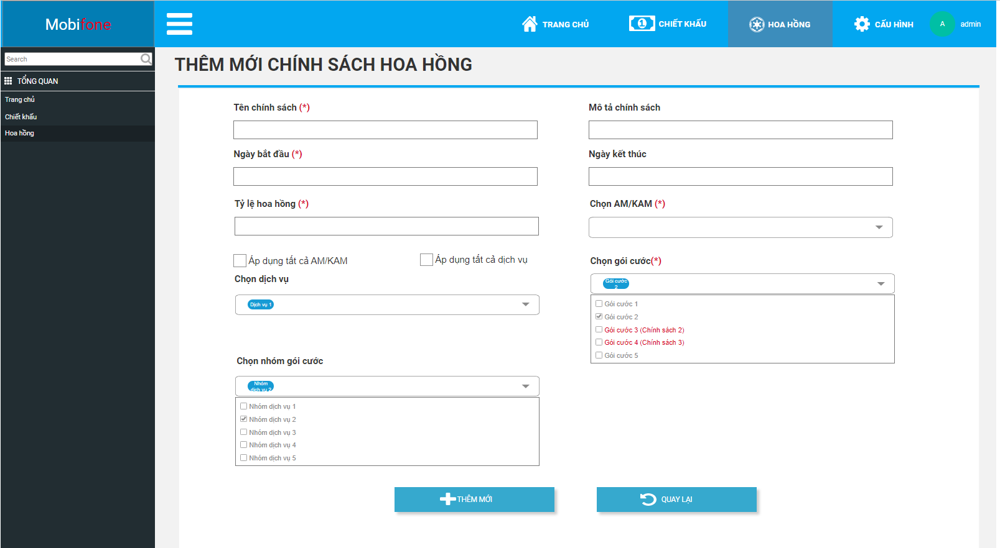 Mobifone
TRANG CHỦ
CHIẾT KHẤU
HOA HỒNG
CẤU HÌNH
A
admin
Search
TỔNG QUAN
Trang chủ
Chiết khấu
Hoa hồng
THÊM MỚI CHÍNH SÁCH HOA HỒNG
Tên chính sách (*)
Mô tả chính sách
Ngày bắt đầu (*)
Ngày kết thúc
Tỷ lệ hoa hồng (*)
Chọn AM/KAM (*)
Áp dụng tất cả AM/KAM
Áp dụng tất cả dịch vụ
Chọn dịch vụ
Dịch vụ 1
Chọn gói cước(*)
Gói cước
2
Gói cước 1
Gói cước 2
Gói cước 3 (Chính sách 2)
Gói cước 4 (Chính sách 3)
Gói cước 5
Chọn nhóm gói cước
Nhóm
dịch vụ 2
Nhóm dịch vụ 1
Nhóm dịch vụ 2
Nhóm dịch vụ 3
Nhóm dịch vụ 4
Nhóm dịch vụ 5
THÊM MỚI
QUAY LẠI